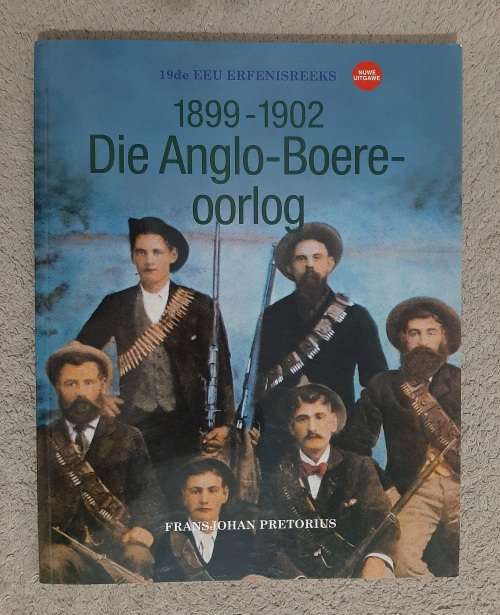 19de EEU ERFENISREEKS
NUWE
UITGAWE
1899-1902
Die Anglo-Boere-
oorlog
FRANSJOHAN PRETORIUS